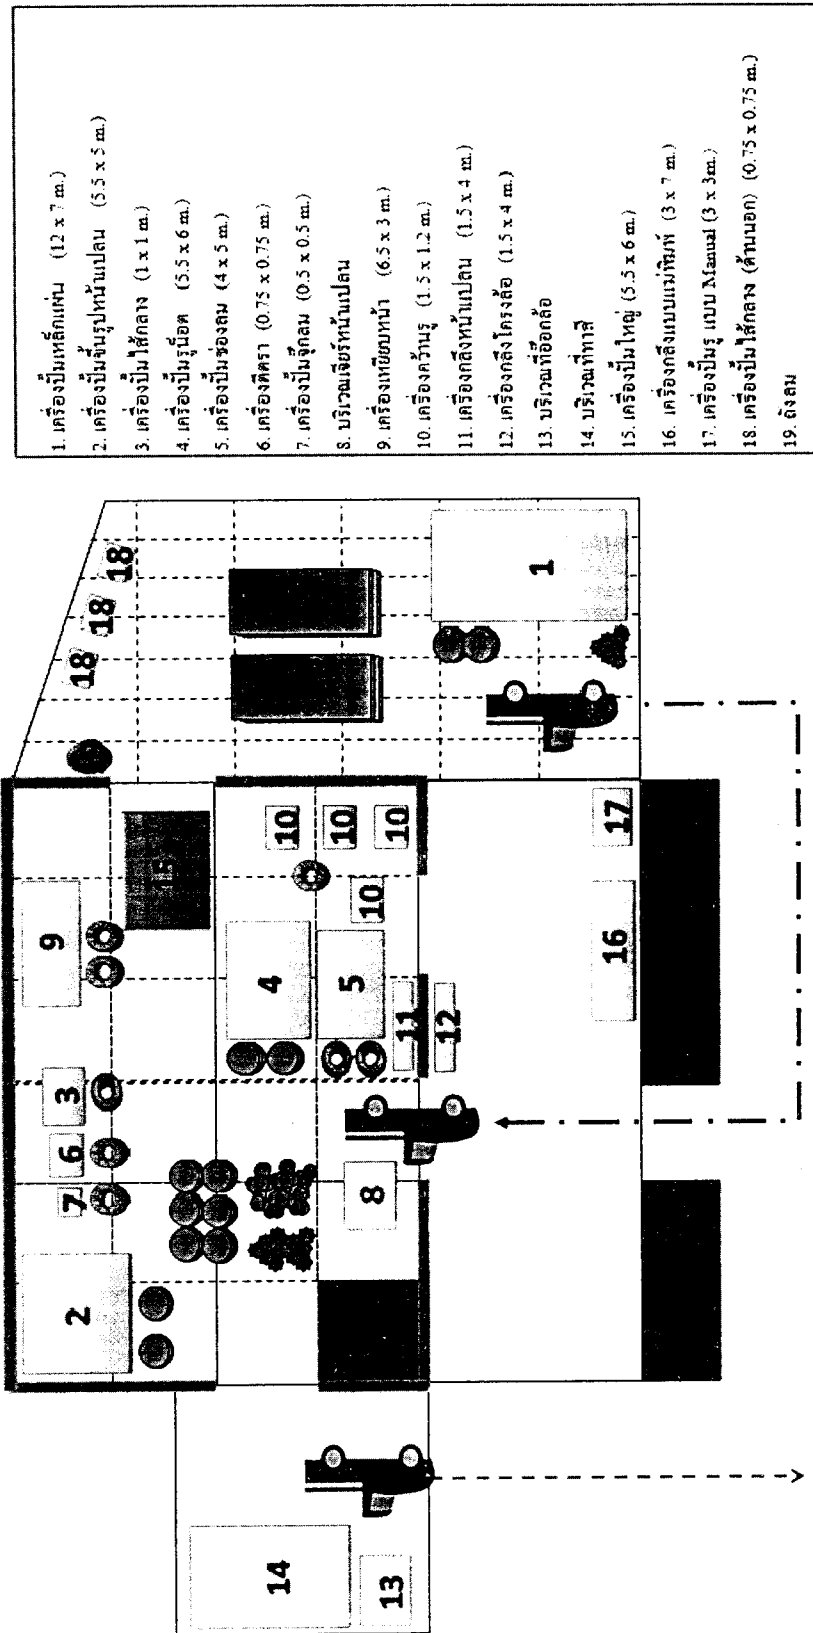 1. เครื่องปั๊มเหล็กแผ่น (12 x 7 m.)
2. เครื่องปั๊มขึ้นรูปหน้าแปลน (5.5 x 5 m.)
3. เครื่องปั๊มไส้กลาง (1 x 1 m.)
4. เครื่องปั๊มรูน็อต (5.5 x 6 m.)
5. เครื่องปั๊มช่องลม (4 x 5 m.)
6. เครื่องตีตรา (0.75 x 0.75 m.)
7. เครื่องปั๊มจุ๊กลม (0.5 x 0.5 m.)
8. บริเวณเจียร์หน้าแปลน
9. เครื่องเหยียบหน้า (6.5 x 3 m.)
10. เครื่องคว้านรู (1.5 x 1.2 m.)
11. เครื่องกลึงหน้าแปลน (1.5 x 4 m.)
12. เครื่องกลึงโครงล้อ (1.5 x 4 m.)
13. บริเวณที่อ๊อกล้อ
14. บริเวณที่ทาสี
15. เครื่องปั๊มใหญ่ (5.5 x 6 m.)
16. เครื่องกลึงแบบแม่พิมพ์ (3 x 7 m.)
17. เครื่องปั๊มรู แบบ Manual (3 x 3m.)
18. เครื่องปั๊มไส้กลาง (ด้านนอก) (0.75 x 0.75 m.)
19. ถังลม
2
7
6
3
9
15
18
18
18
4
5
10
10
10
10
8
11
12
1
14
13
16
17